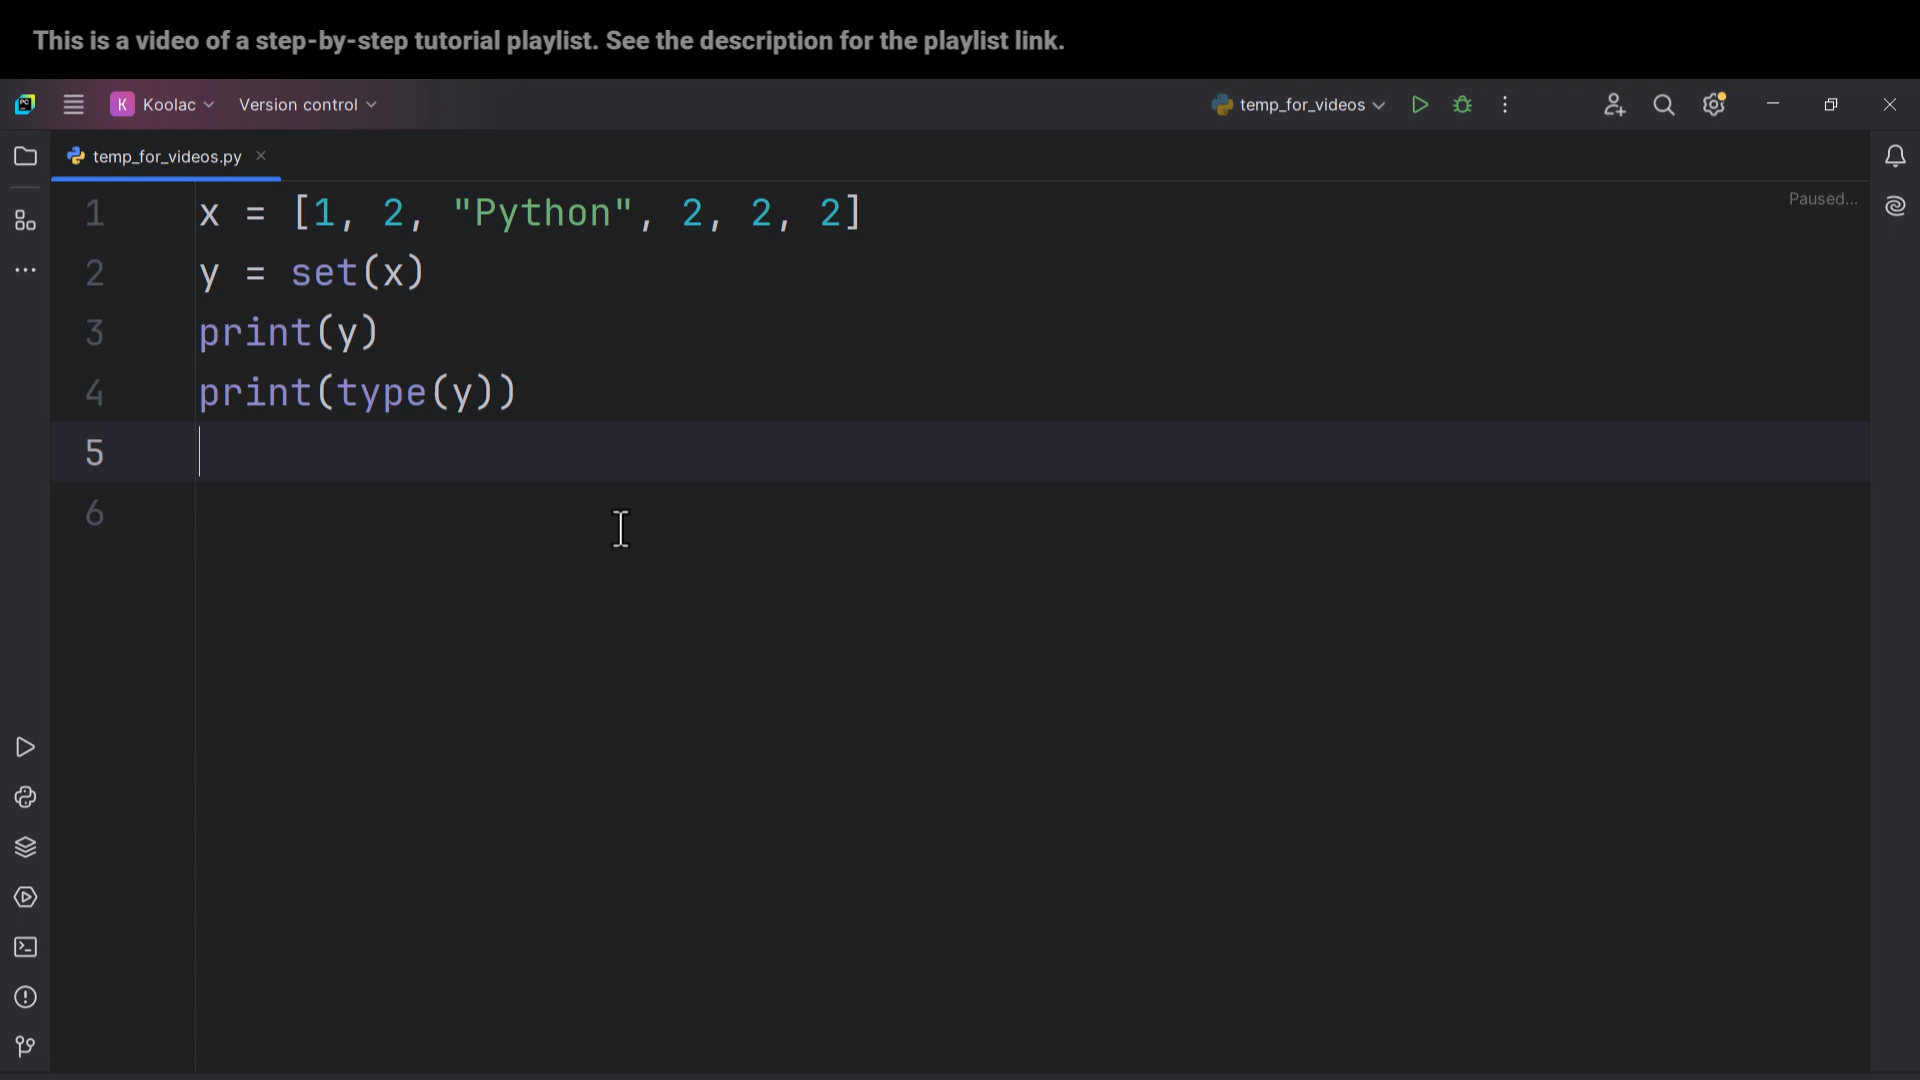 This is a video of a step-by-step tutorial playlist. See the description for the playlist link.
K Koolac Version control temp_for_videos
temp_for_videos.py
Paused...
1 x = [1, 2, "Python", 2, 2, 2]
2 y = set(x)
3 print(y)
4 print(type(y))
5
6